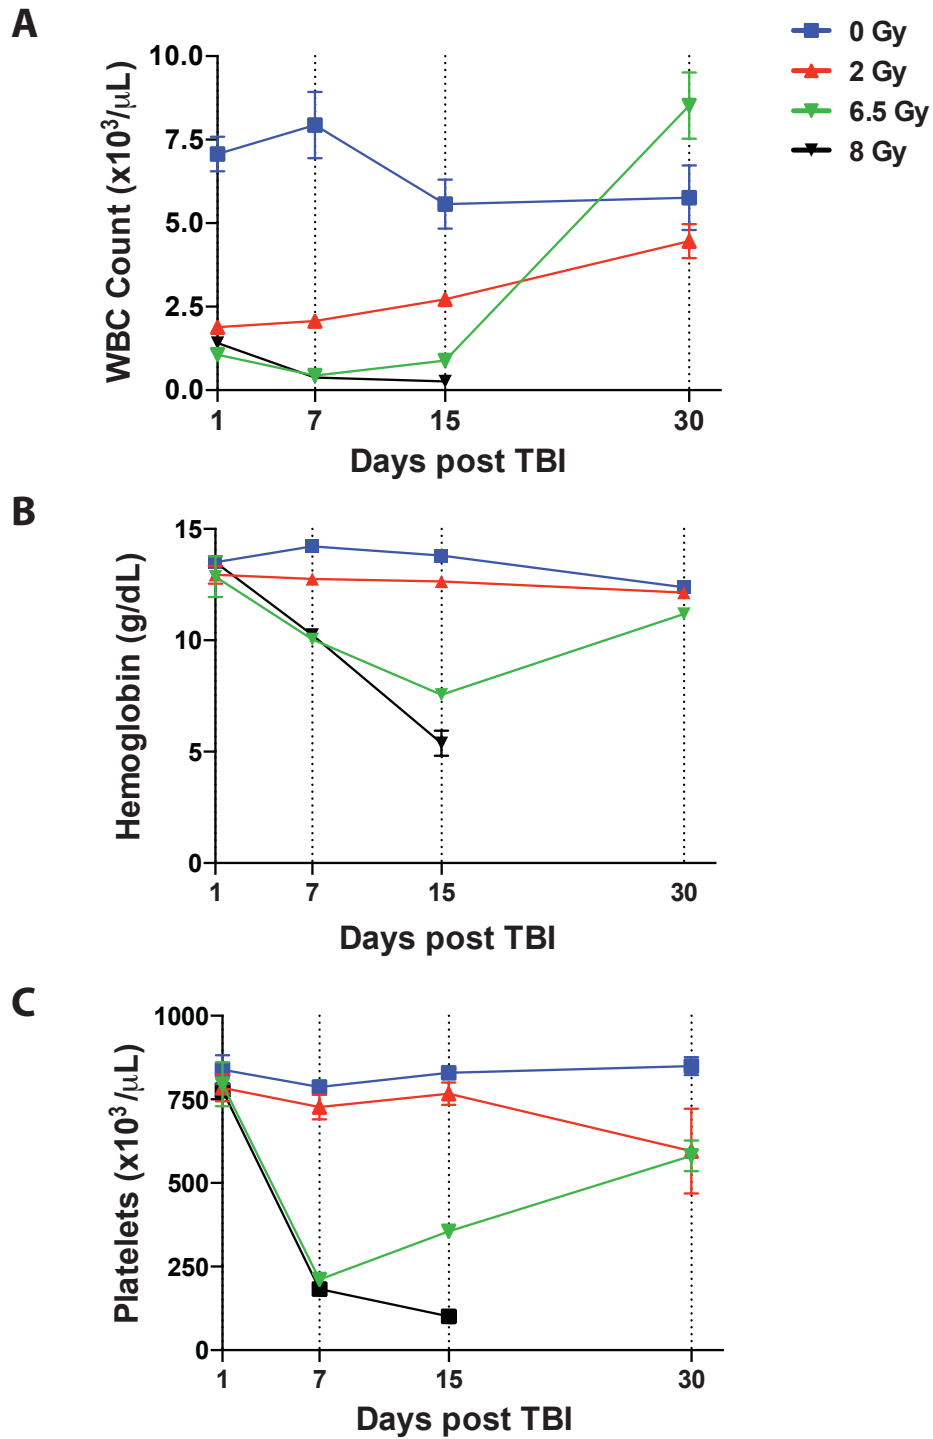 A
0 Gy
2 Gy
6.5 Gy
8 Gy
WBC Count (x10³/μL)
10.0
7.5
5.0
2.5
0.0
1 7 15 30
Days post TBI
B
Hemoglobin (g/dL)
15
10
5
0
1 7 15 30
Days post TBI
C
Platelets (x10³/μL)
1000
750
500
250
0
1 7 15 30
Days post TBI